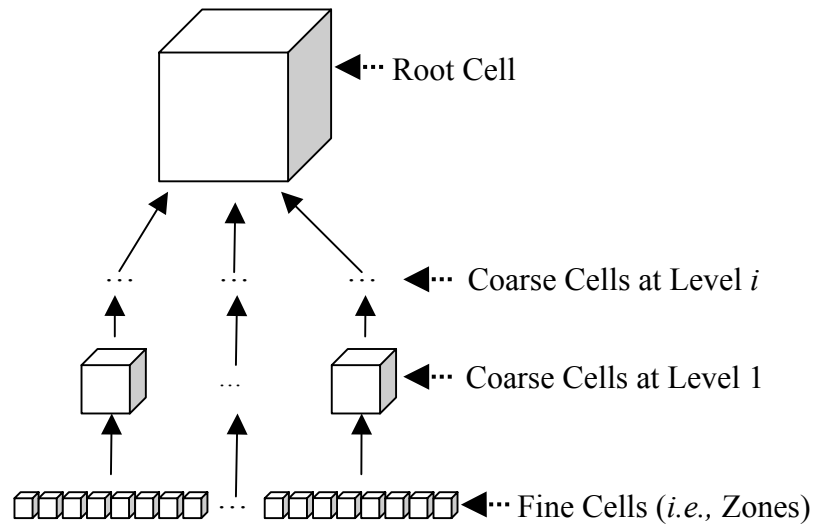 Root Cell
... ... ...
Coarse Cells at Level i
...
Coarse Cells at Level 1
...
Fine Cells (i.e., Zones)